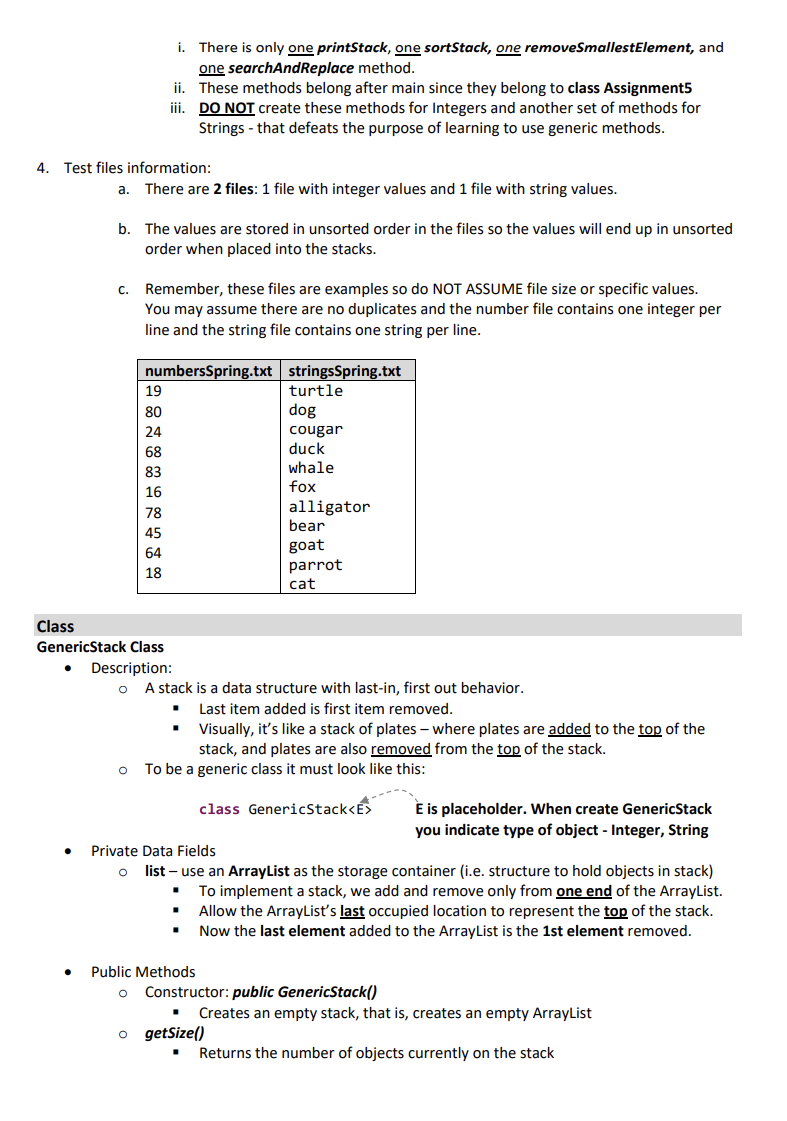 i. There is only one printStack, one sortStack, one removeSmallestElement, and
one searchAndReplace method.
ii. These methods belong after main since they belong to class Assignment5
iii. DO NOT create these methods for Integers and another set of methods for
Strings - that defeats the purpose of learning to use generic methods.
4. Test files information:
a. There are 2 files: 1 file with integer values and 1 file with string values.
b. The values are stored in unsorted order in the files so the values will end up in unsorted
order when placed into the stacks.
c. Remember, these files are examples so do NOT ASSUME file size or specific values.
You may assume there are no duplicates and the number file contains one integer per
line and the string file contains one string per line.
numbersSpring.txt stringsSpring.txt
19 turtle
80 dog
24 cougar
68 duck
83 whale
16 fox
78 alligator
45 bear
64 goat
18 parrot
cat
Class
GenericStack Class
• Description:
o A stack is a data structure with last-in, first out behavior.
▪ Last item added is first item removed.
▪ Visually, it’s like a stack of plates – where plates are added to the top of the
stack, and plates are also removed from the top of the stack.
o To be a generic class it must look like this:
class GenericStack<E> E is placeholder. When create GenericStack
you indicate type of object - Integer, String
• Private Data Fields
o list – use an ArrayList as the storage container (i.e. structure to hold objects in stack)
▪ To implement a stack, we add and remove only from one end of the ArrayList.
▪ Allow the ArrayList’s last occupied location to represent the top of the stack.
▪ Now the last element added to the ArrayList is the 1st element removed.
• Public Methods
o Constructor: public GenericStack()
▪ Creates an empty stack, that is, creates an empty ArrayList
o getSize()
▪ Returns the number of objects currently on the stack